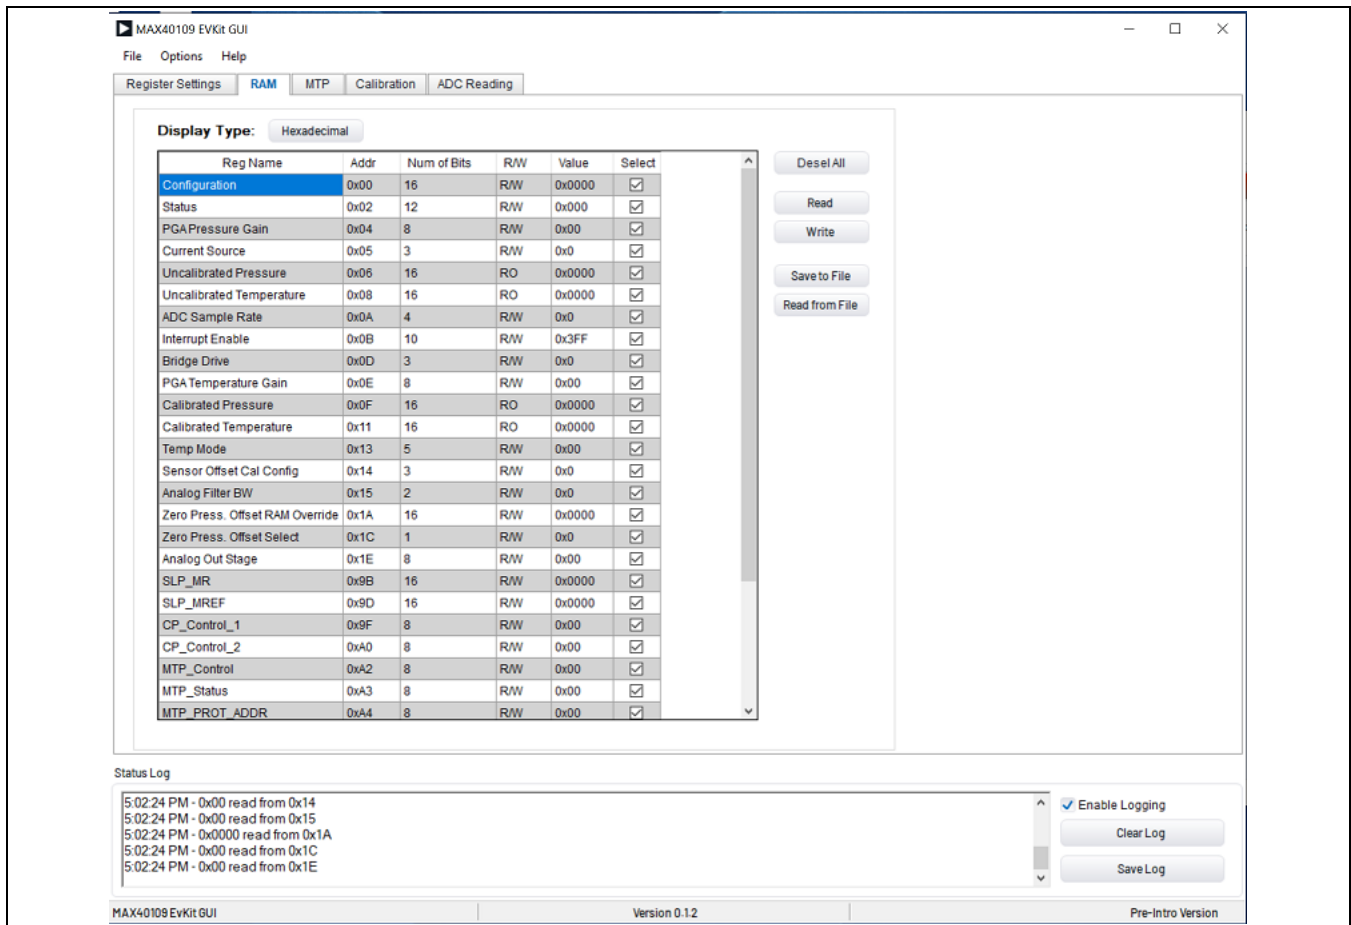 MAX40109 EVKit GUI
File Options Help
Register Settings RAM MTP Calibration ADC Reading
Display Type: Hexadecimal
Reg Name Addr Num of Bits R/W Value Select
Configuration 0x00 16 R/W 0x0000
Status 0x02 12 R/W 0x000
PGA Pressure Gain 0x04 8 R/W 0x00
Current Source 0x05 3 R/W 0x0
Uncalibrated Pressure 0x06 16 RO 0x0000
Uncalibrated Temperature 0x08 16 RO 0x0000
ADC Sample Rate 0x0A 4 R/W 0x0
Interrupt Enable 0x0B 10 R/W 0x3FF
Bridge Drive 0x0D 3 R/W 0x0
PGA Temperature Gain 0x0E 8 R/W 0x00
Calibrated Pressure 0x0F 16 RO 0x0000
Calibrated Temperature 0x11 16 RO 0x0000
Temp Mode 0x13 5 R/W 0x00
Sensor Offset Cal Config 0x14 3 R/W 0x0
Analog Filter BW 0x15 2 R/W 0x0
Zero Press. Offset RAM Override 0x1A 16 R/W 0x0000
Zero Press. Offset Select 0x1C 1 R/W 0x0
Analog Out Stage 0x1E 8 R/W 0x00
SLP_MR 0x9B 16 R/W 0x0000
SLP_MREF 0x9D 16 R/W 0x0000
CP_Control_1 0x9F 8 R/W 0x00
CP_Control_2 0xA0 8 R/W 0x00
MTP_Control 0xA2 8 R/W 0x00
MTP_Status 0xA3 8 R/W 0x00
MTP_PROT_ADDR 0xA4 8 R/W 0x00
Desel All
Read
Write
Save to File
Read from File
Status Log
5:02:24 PM - 0x00 read from 0x14
5:02:24 PM - 0x00 read from 0x15
5:02:24 PM - 0x0000 read from 0x1A
5:02:24 PM - 0x00 read from 0x1C
5:02:24 PM - 0x00 read from 0x1E
Enable Logging
Clear Log
Save Log
MAX40109 EvKit GUI Version 0.1.2 Pre-Intro Version